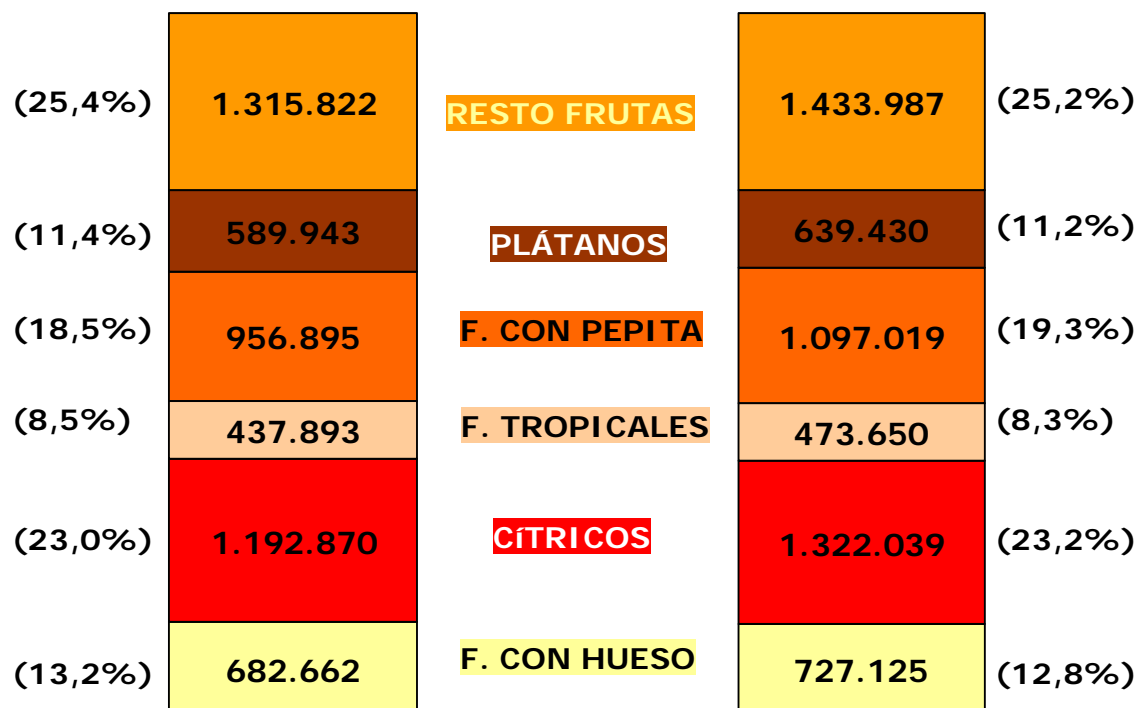 (25,4%) 1.315.822 RESTO FRUTAS 1.433.987 (25,2%)
(11,4%) 589.943 PLÁTANOS 639.430 (11,2%)
(18,5%) 956.895 F. CON PEPITA 1.097.019 (19,3%)
(8,5%) 437.893 F. TROPICALES 473.650 (8,3%)
(23,0%) 1.192.870 CíTRICOS 1.322.039 (23,2%)
(13,2%) 682.662 F. CON HUESO 727.125 (12,8%)